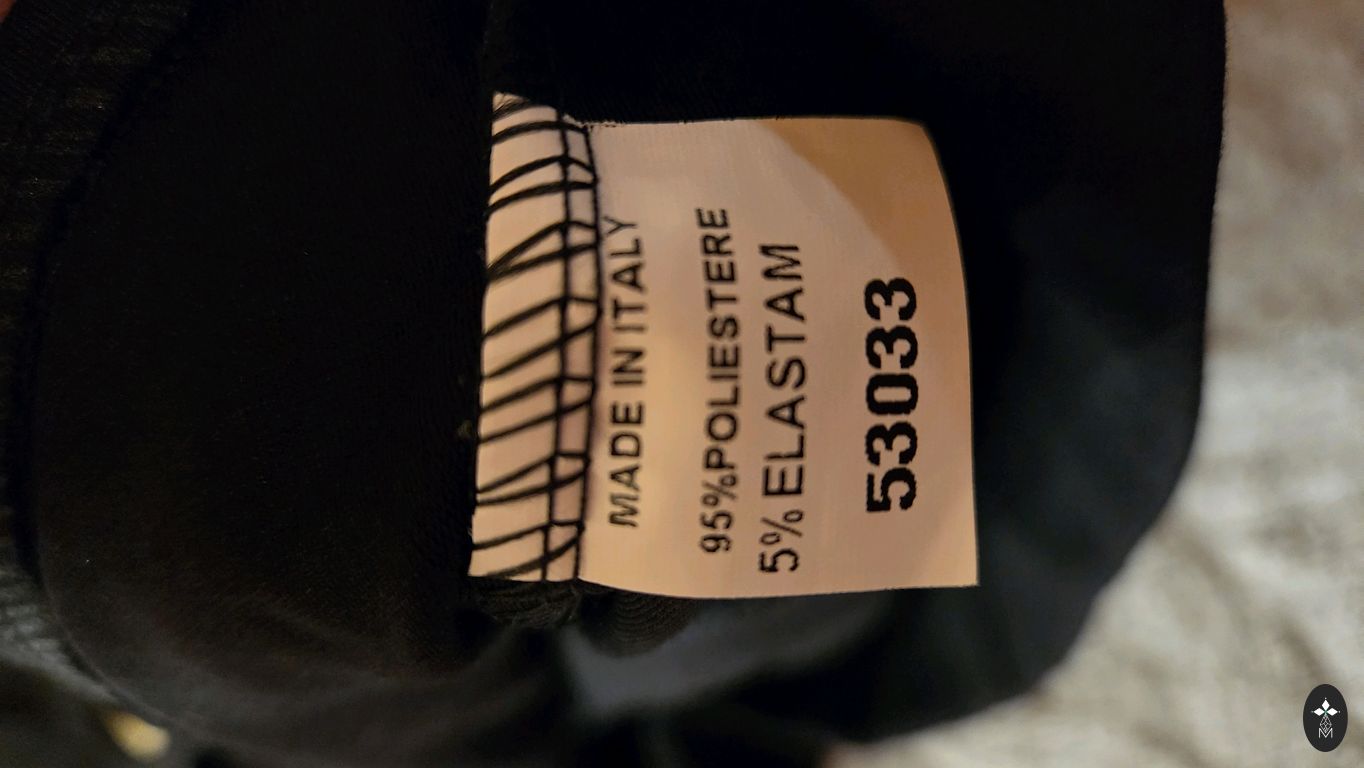 MADE IN ITALY
95%POLIESTERE
5% ELASTAM
53033
M